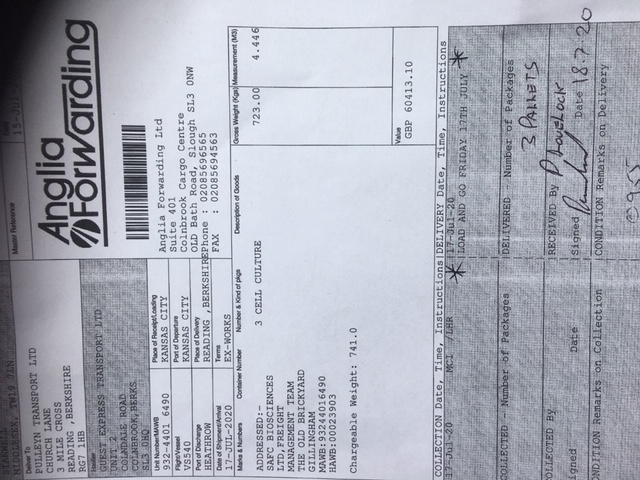 STANWELL
MIDDLESEX, TW19 7LN
Master Reference
15-Jul-20
Deliver To
PULLEYN TRANSPORT LTD
CHURCH LANE
3 MILE CROSS
READING ,BERKSHIRE
RG7 1HB
Anglia
Forwarding
Haulier
GUEST EXPRESS TRANSPORT LTD
UNIT 2
COLNDALE ROAD
COLNBROOK,BERKS.
SL3 0HQ
Unit Number/MAWB
932-4401 6490
Place of Receipt/Loading
KANSAS CITY
Flight/Vessel
VS540
Port of Departure
KANSAS CITY
Port of Discharge
HEATHROW
Place of Delivery
READING ,BERKSHIRE
Date of Shipment/Arrival
17-JUL-2020
Terms
EX-WORKS
Anglia Forwarding Ltd
Suite 401
Colnbrook Cargo Centre
OLD Bath Road, Slough SL3 0NW
Phone : 02085696565
FAX : 02085694563
Marks & Numbers Container Number Number & Kind of pkgs Description of Goods Gross Weight (Kgs) Measurement (M3)
ADDRESSED:- 3 CELL CULTURE 723.00 4.446
SAFC BIOSCIENCES
LTD,FREIGHT
MANAGEMENT TEAM
THE OLD BRICKYARD
GILLINGHAM
MAWB:93244016490
HAWB:00023903
Chargeable Weight: 741.0
Value
GBP 60413.10
COLLECTION Date, Time, Instructions
17-Jul-20 MCI /LHR *
DELIVERY Date, Time, Instructions
17-Jul-20
LOAD AND GO FRIDAY 17TH JULY *
COLLECTED - Number of Packages
DELIVERED - Number of Packages
3 PALLETS
COLLECTED By
RECEIVED By P LOVELOCK
Signed Date
Signed Date 18.7.20
CONDITION Remarks on Collection
CONDITION Remarks on Delivery
0955